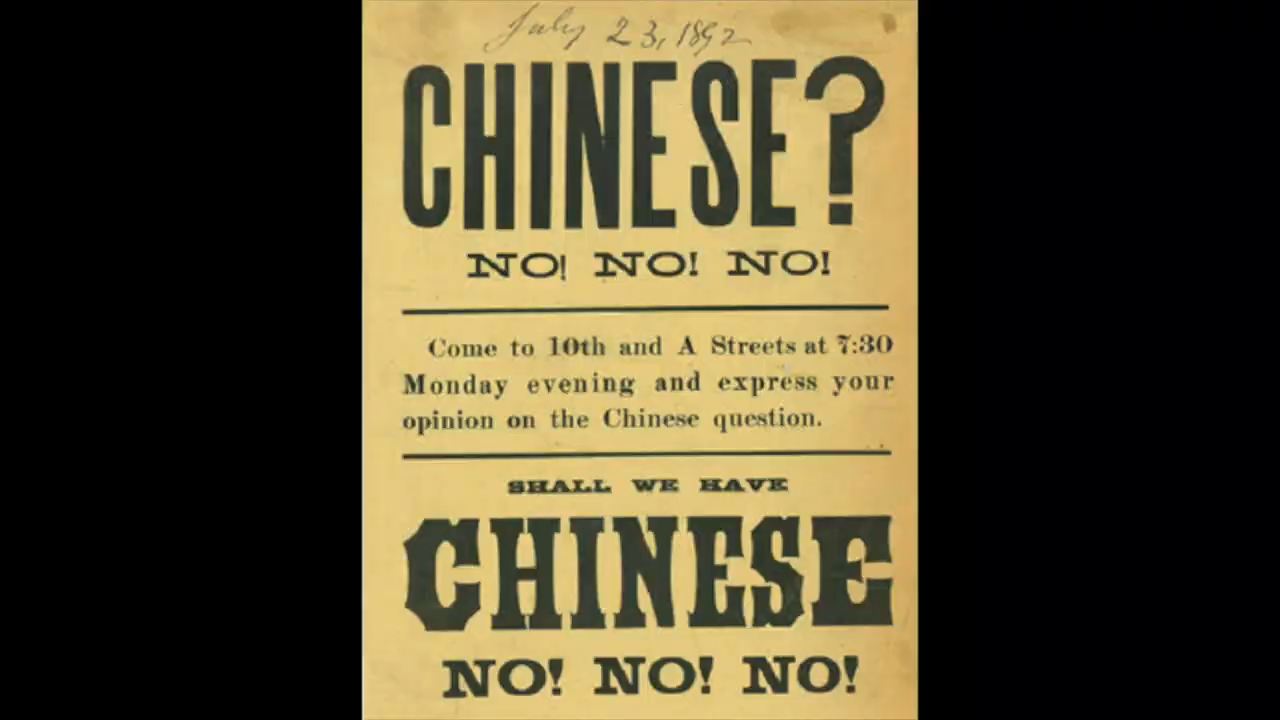 July 23, 1892
CHINESE?
NO! NO! NO!
Come to 10th and A Streets at 7:30
Monday evening and express your
opinion on the Chinese question.
SHALL WE HAVE
CHINESE
NO! NO! NO!